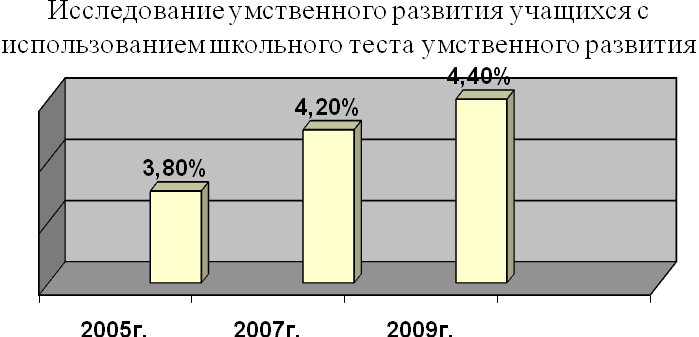 Исследование умственного развития учащихся с
использованием школьного теста умственного развития
4,40%
4,20%
3,80%
2005г. 2007г. 2009г.